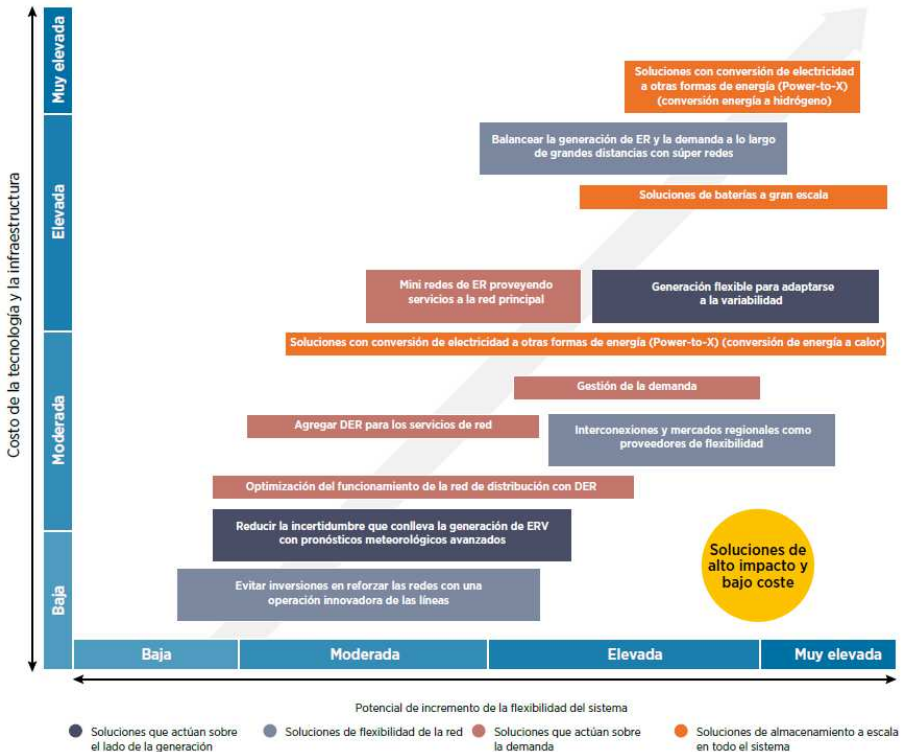 Costo de la tecnología y la infraestructura
Muy elevada
Elevada
Moderada
Baja
Soluciones con conversión de electricidad
a otras formas de energía (Power-to-X)
(conversión energía a hidrógeno)
Balancear la generación de ER y la demanda a lo largo
de grandes distancias con súper redes
Soluciones de baterías a gran escala
Mini redes de ER proveyendo
servicios a la red principal
Generación flexible para adaptarse
a la variabilidad
Soluciones con conversión de electricidad a otras formas de energía (Power-to-X) (conversión de energía a calor)
Gestión de la demanda
Agregar DER para los servicios de red
Interconexiones y mercados regionales como
proveedores de flexibilidad
Optimización del funcionamiento de la red de distribución con DER
Reducir la incertidumbre que conlleva la generación de ERV
con pronósticos meteorológicos avanzados
Soluciones de
alto impacto y
bajo coste
Evitar inversiones en reforzar las redes con una
operación innovadora de las líneas
Baja
Moderada
Elevada
Muy elevada
Potencial de incremento de la flexibilidad del sistema
Soluciones que actúan sobre
el lado de la generación
Soluciones de flexibilidad de la red
Soluciones que actúan sobre
la demanda
Soluciones de almacenamiento a escala
en todo el sistema